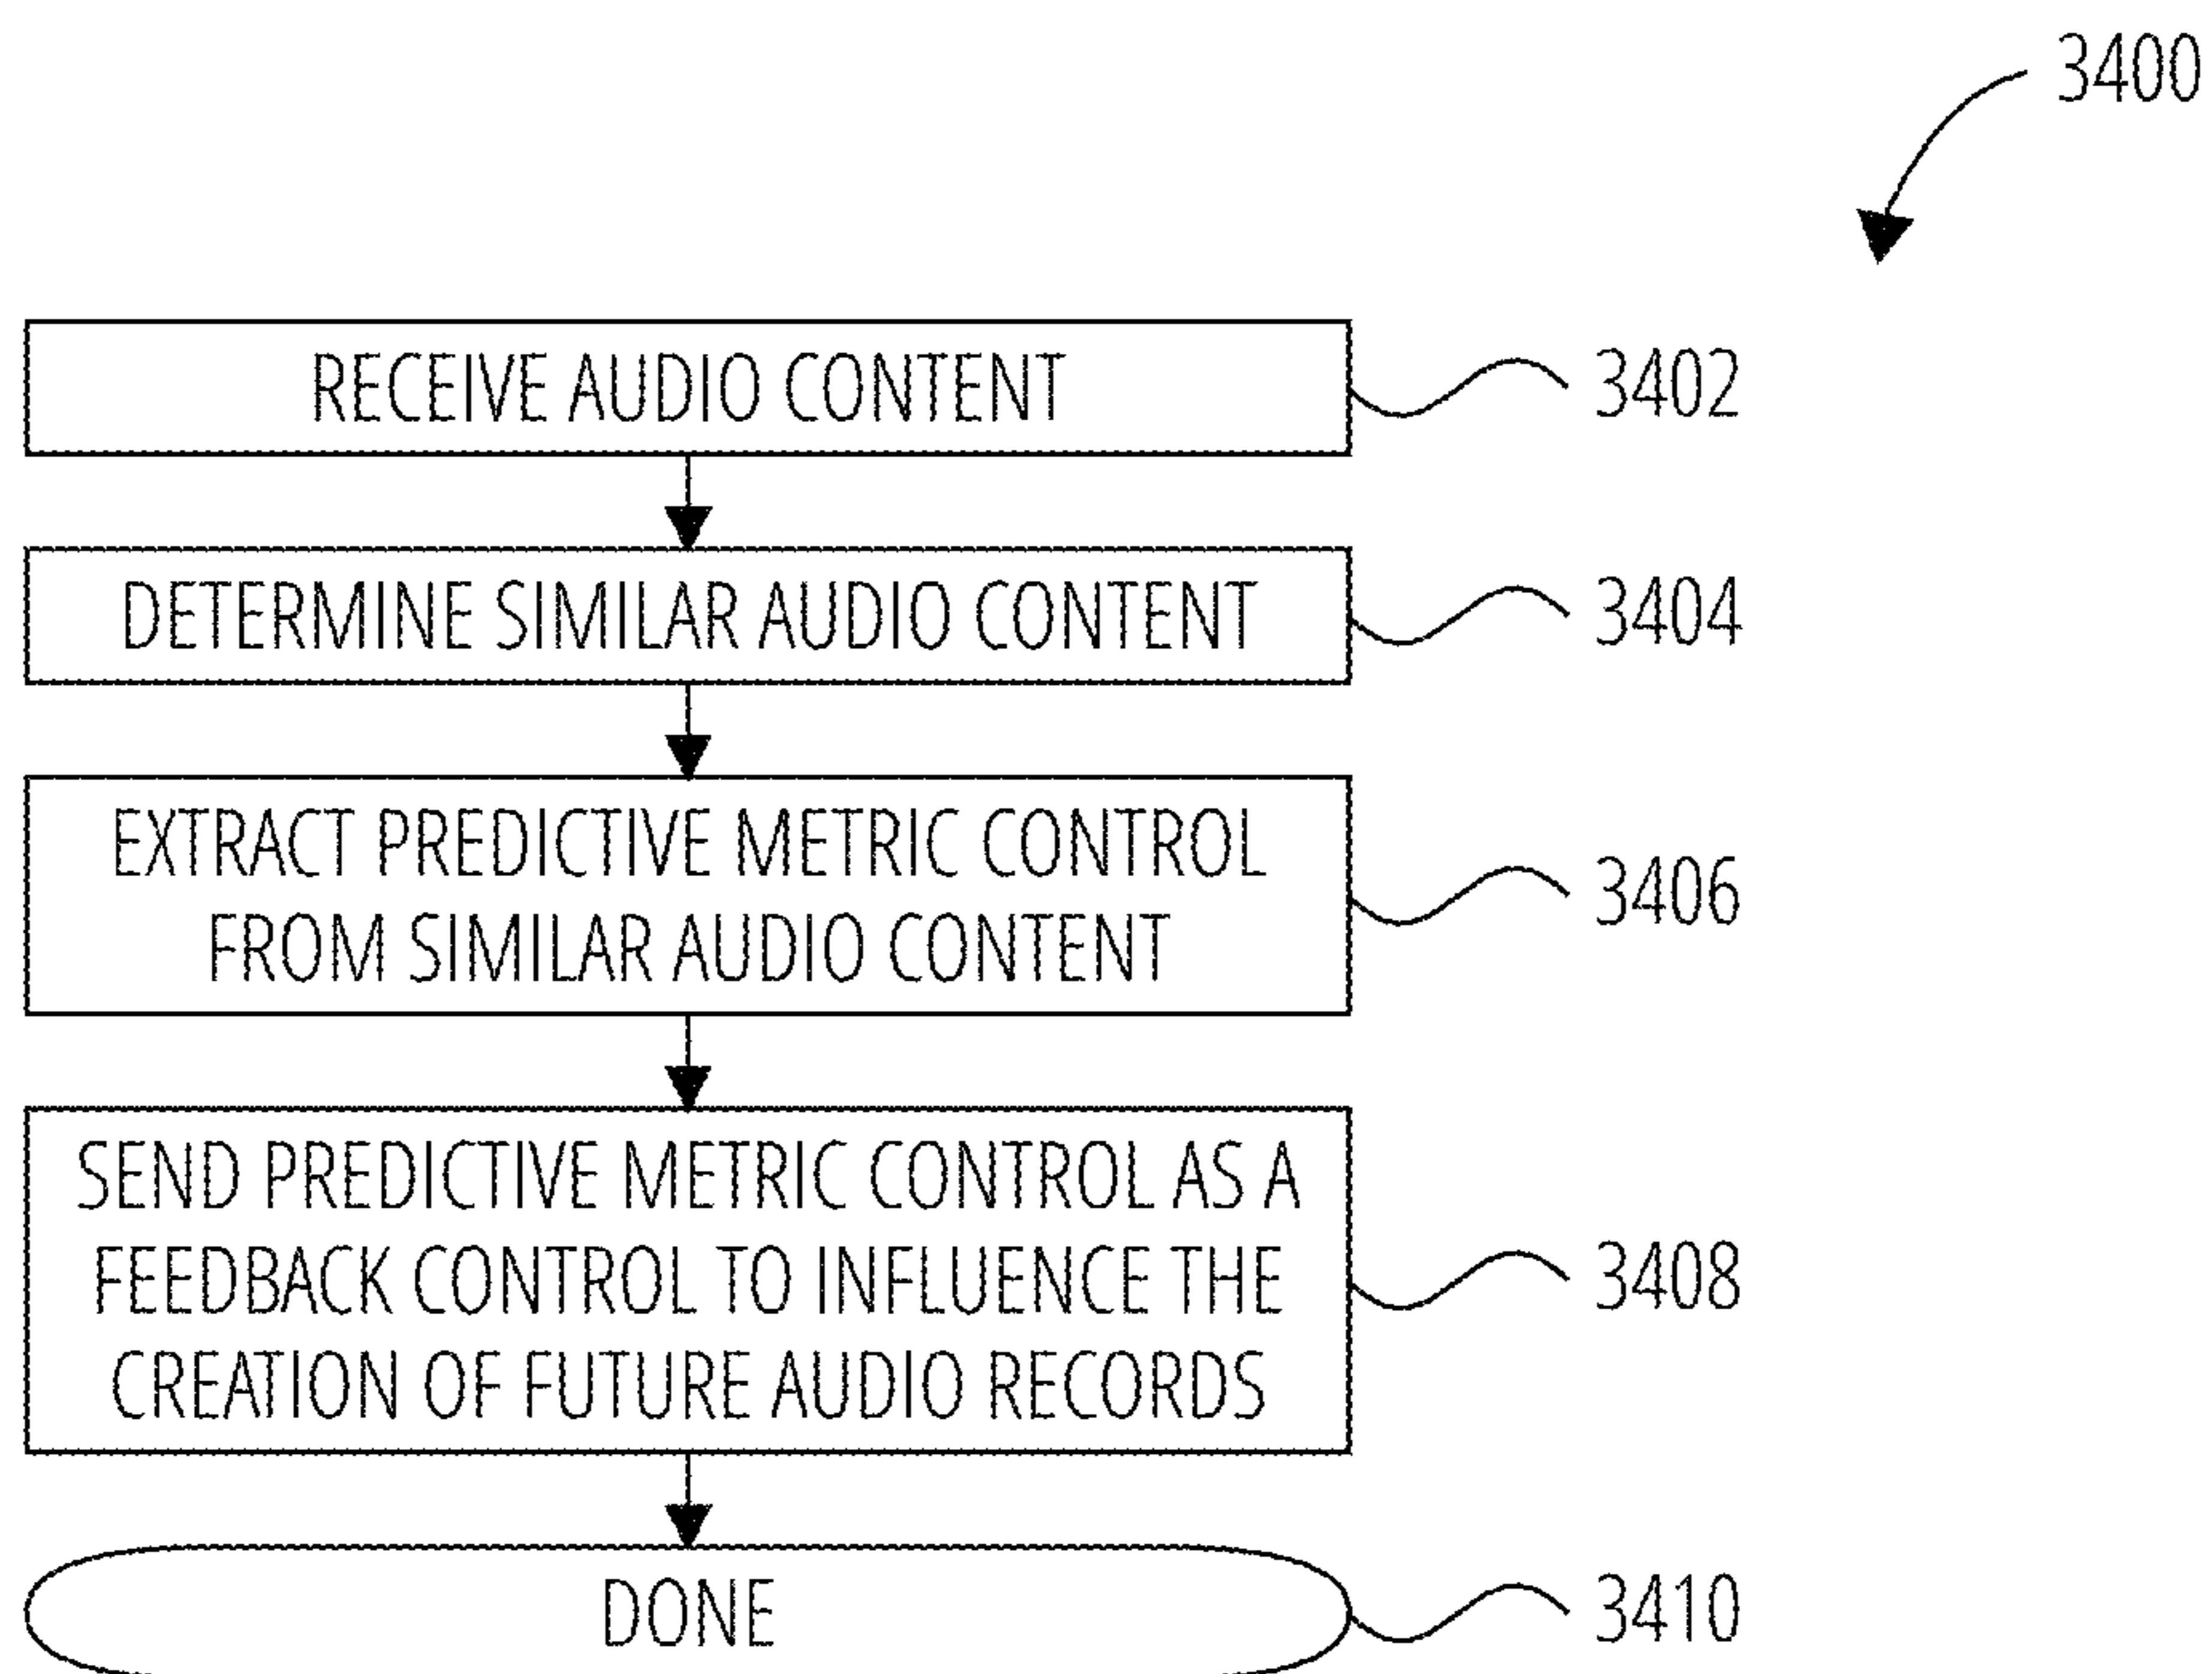 3400
RECEIVE AUDIO CONTENT
3402
DETERMINE SIMILAR AUDIO CONTENT
3404
EXTRACT PREDICTIVE METRIC CONTROL
FROM SIMILAR AUDIO CONTENT
3406
SEND PREDICTIVE METRIC CONTROL AS A
FEEDBACK CONTROL TO INFLUENCE THE
CREATION OF FUTURE AUDIO RECORDS
3408
DONE
3410